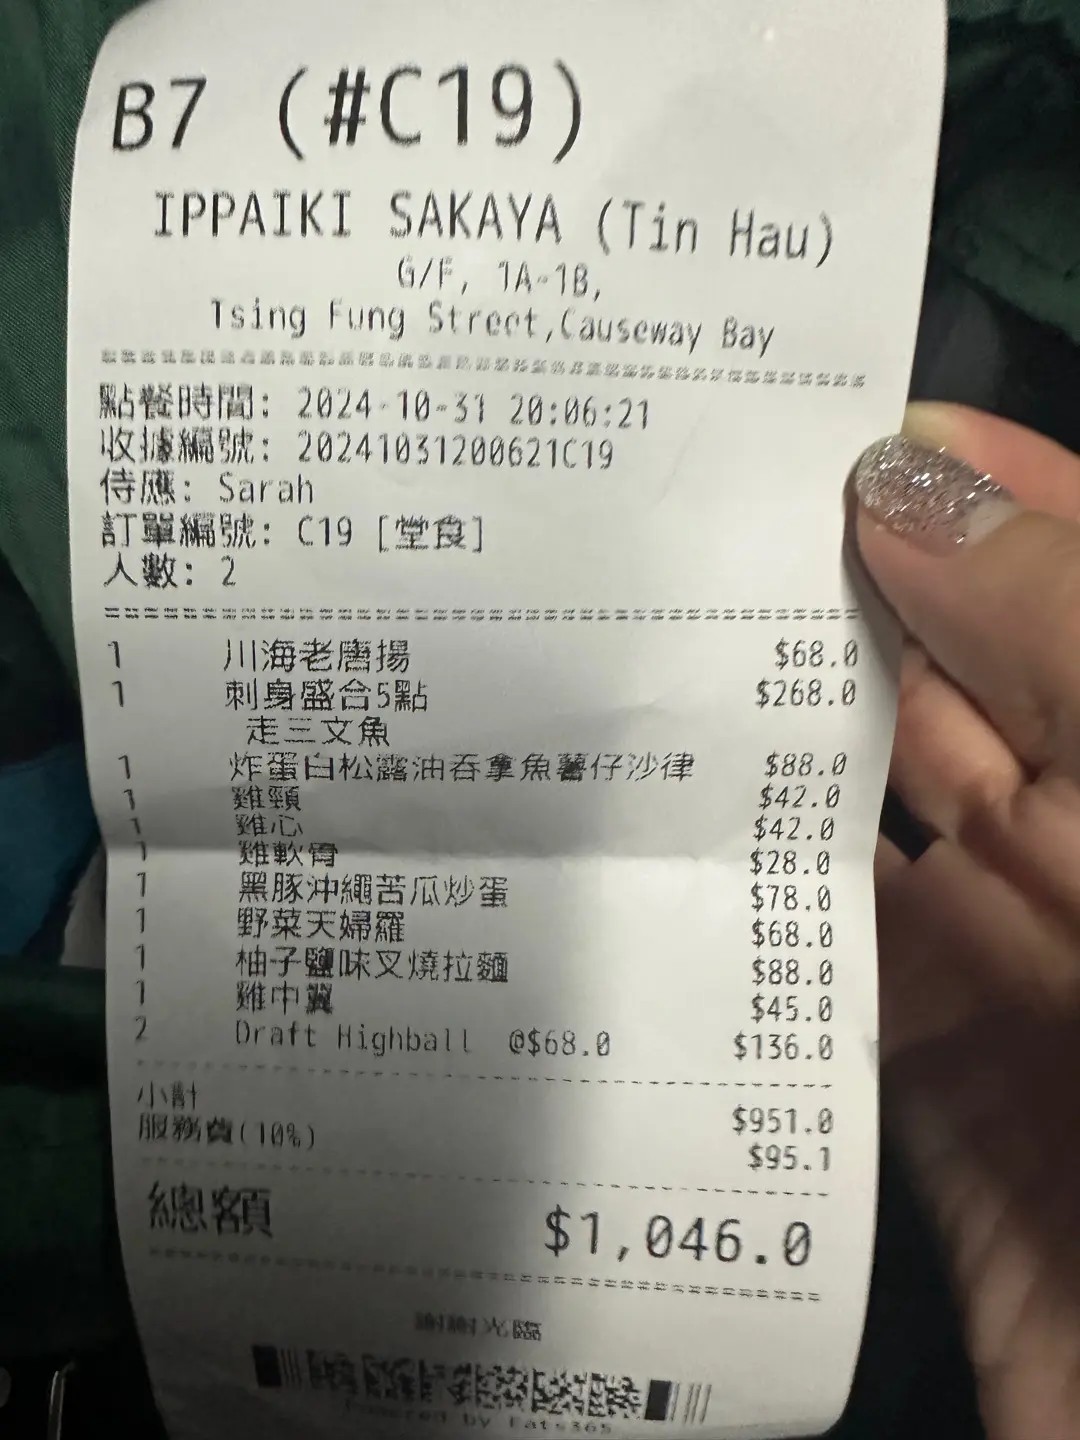 B7 (#C19)
IPPAIKI SAKAYA (Tin Hau)
G/F, 1A-1B,
Tsing Fung Street,Causeway Bay
點餐時間: 2024-10-31 20:06:21
收據編號: 20241031200621C19
侍應: Sarah
訂單編號: C19 [堂食]
人數: 2
1 川海老唐揚 $68.0
1 刺身盛合5點 $268.0
走三文魚
1 炸蛋白松露油吞拿魚薯仔沙律 $88.0
1 雞頸 $42.0
1 雞心 $42.0
1 雞軟骨 $28.0
1 黑豚沖繩苦瓜炒蛋 $78.0
1 野菜天婦羅 $68.0
1 柚子鹽味叉燒拉麵 $88.0
1 雞中翼 $45.0
2 Draft Highball @$68.0 $136.0
小計 $951.0
服務費(10%) $95.1
總額 $1,046.0
謝謝光臨
Powered by Eats365